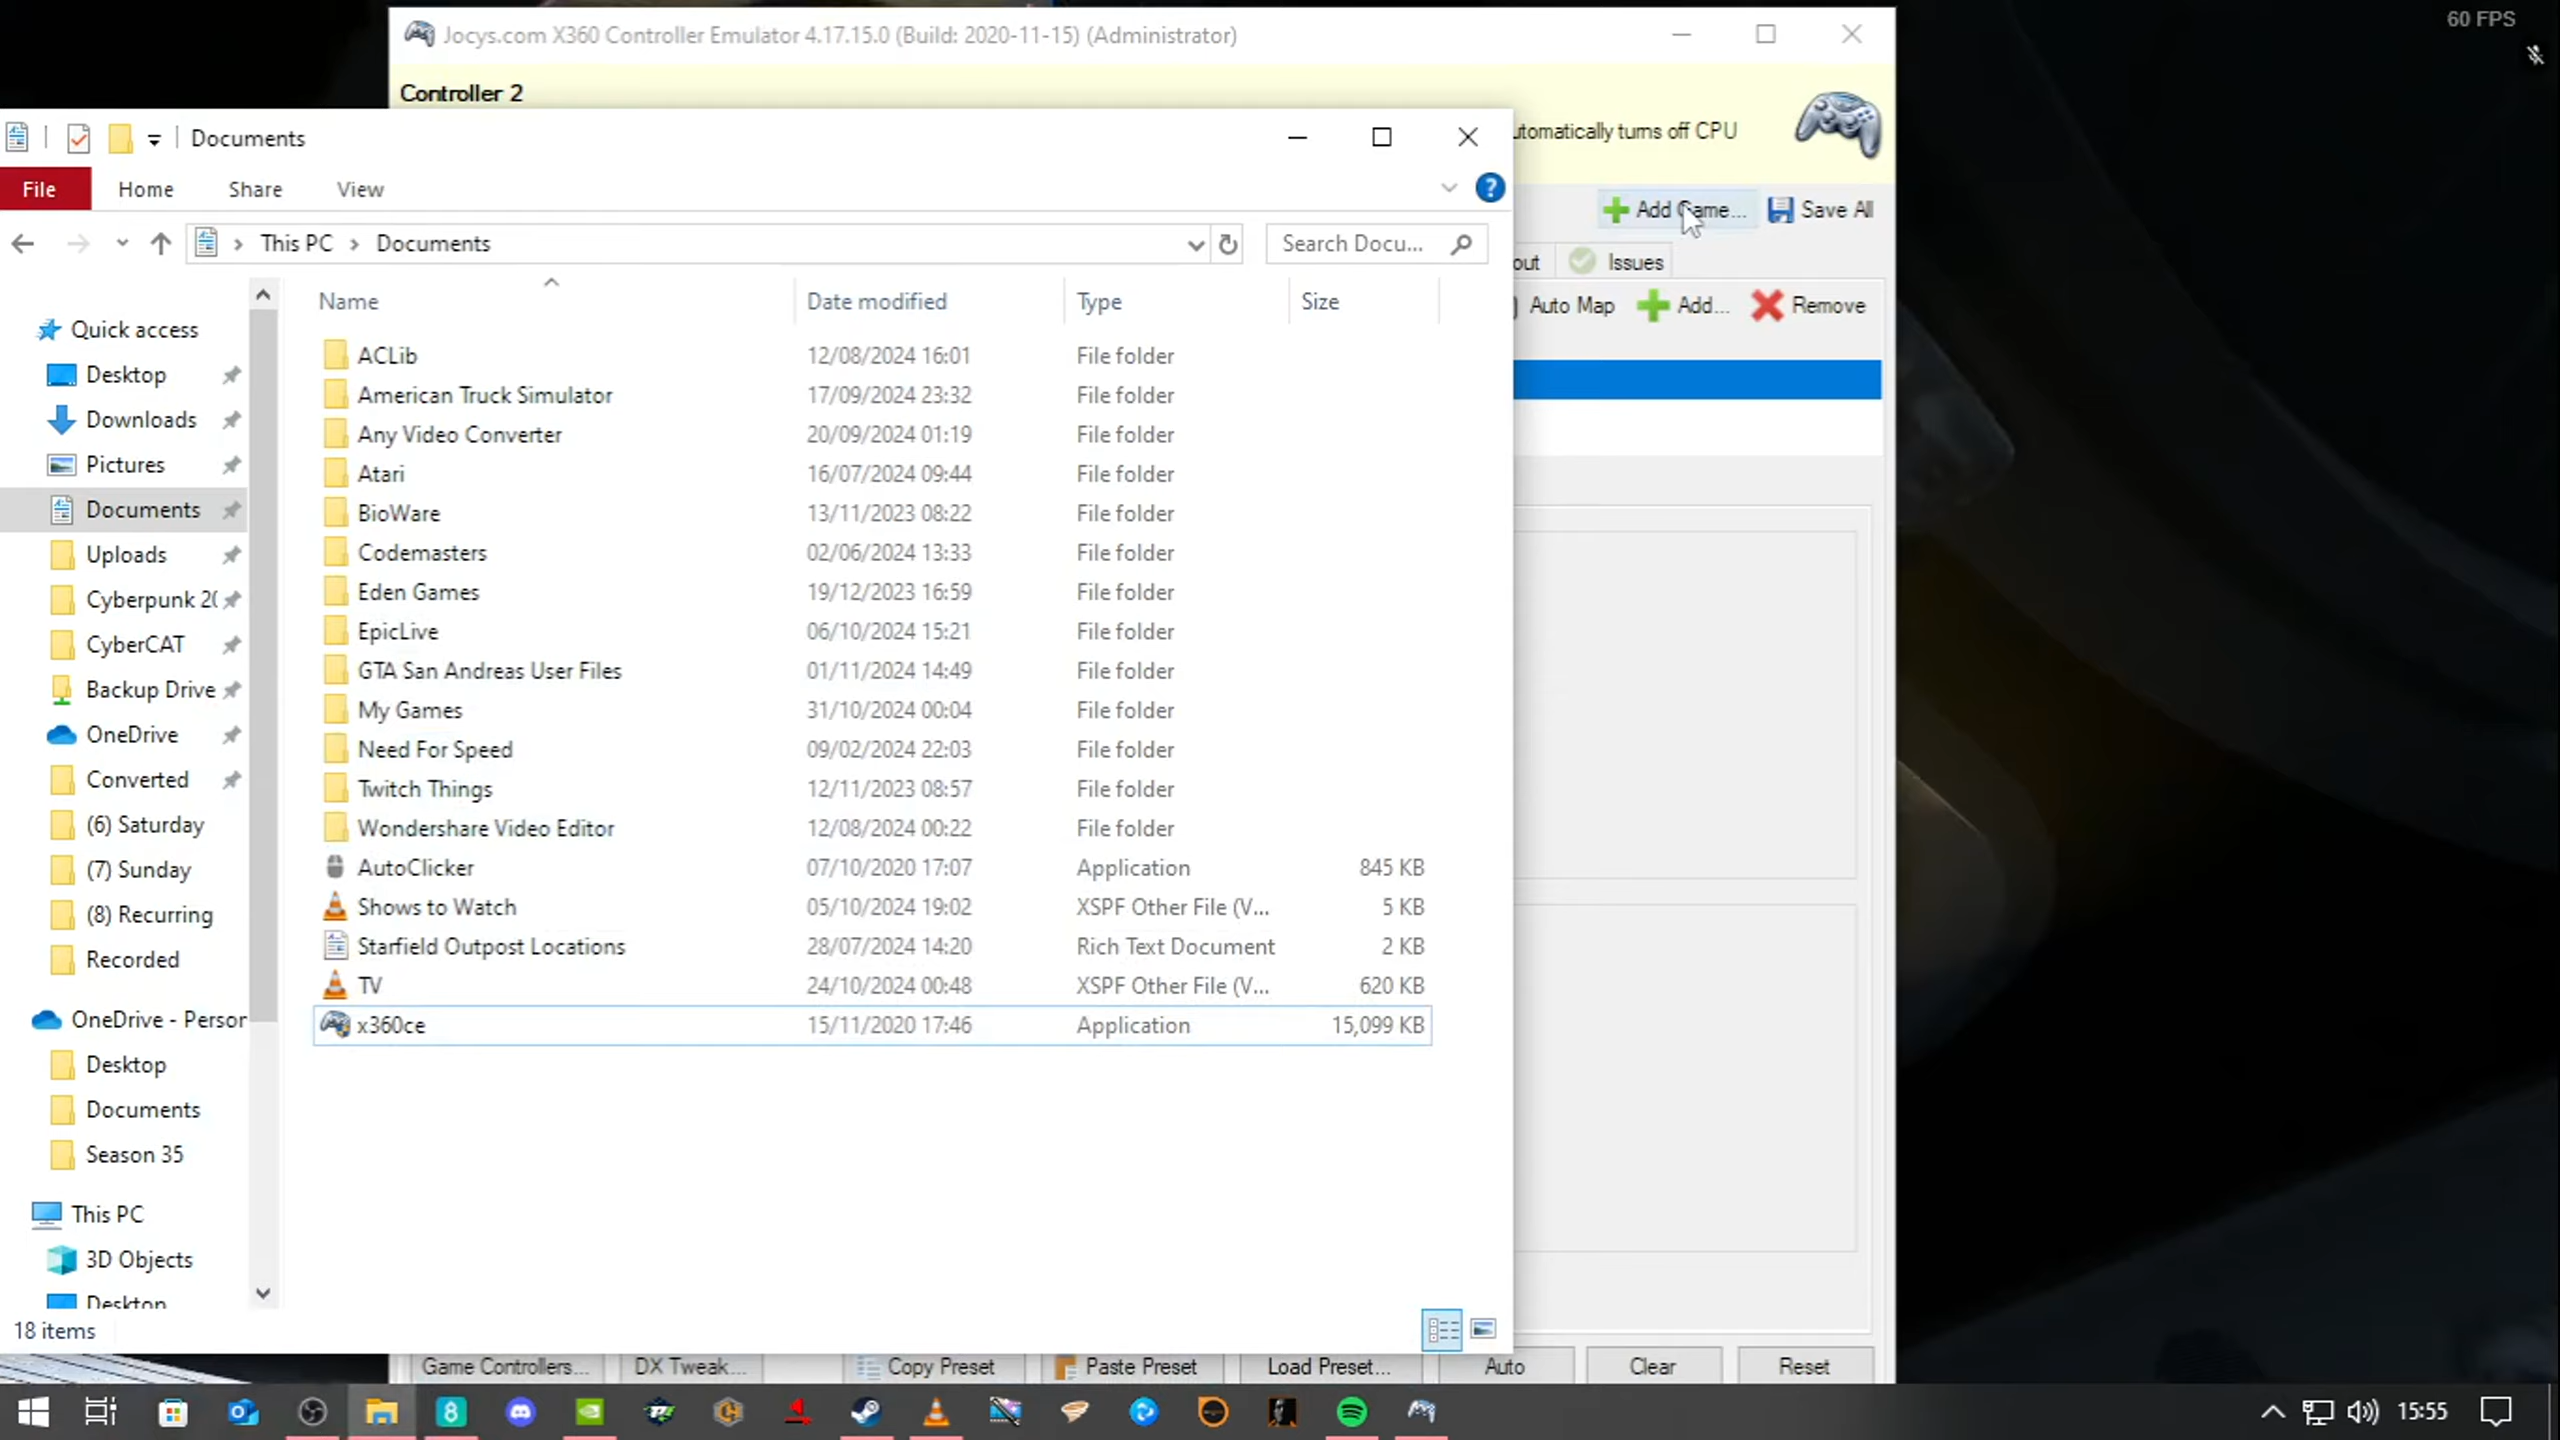 60 FPS
Jocys.com X360 Controller Emulator 4.17.15.0 (Build: 2020-11-15) (Administrator)
Controller 2
utomatically turns off CPU
Documents
File Home Share View
Add Game... Save All
This PC > Documents
Search Docu...
out Issues
Auto Map Add... Remove
Name Date modified Type Size
Quick access
Desktop
Downloads
Pictures
Documents
Uploads
Cyberpunk 20
CyberCAT
Backup Drive
OneDrive
Converted
(6) Saturday
(7) Sunday
(8) Recurring
Recorded
OneDrive - Person
Desktop
Documents
Season 35
This PC
3D Objects
Desktop
ACLib 12/08/2024 16:01 File folder
American Truck Simulator 17/09/2024 23:32 File folder
Any Video Converter 20/09/2024 01:19 File folder
Atari 16/07/2024 09:44 File folder
BioWare 13/11/2023 08:22 File folder
Codemasters 02/06/2024 13:33 File folder
Eden Games 19/12/2023 16:59 File folder
EpicLive 06/10/2024 15:21 File folder
GTA San Andreas User Files 01/11/2024 14:49 File folder
My Games 31/10/2024 00:04 File folder
Need For Speed 09/02/2024 22:03 File folder
Twitch Things 12/11/2023 08:57 File folder
Wondershare Video Editor 12/08/2024 00:22 File folder
AutoClicker 07/10/2020 17:07 Application 845 KB
Shows to Watch 05/10/2024 19:02 XSPF Other File (V... 5 KB
Starfield Outpost Locations 28/07/2024 14:20 Rich Text Document 2 KB
TV 24/10/2024 00:48 XSPF Other File (V... 620 KB
x360ce 15/11/2020 17:46 Application 15,099 KB
18 items
Game Controllers... DX Tweak... Copy Preset Paste Preset Load Preset... Auto Clear Reset
15:55